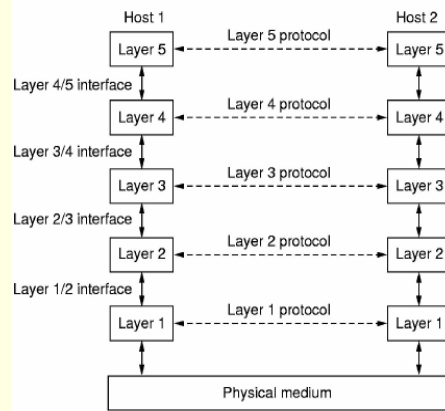 Host 1 Host 2
Layer 5 protocol
Layer 5 Layer 5
Layer 4/5 interface
Layer 4 protocol
Layer 4 Layer 4
Layer 3/4 interface
Layer 3 protocol
Layer 3 Layer 3
Layer 2/3 interface
Layer 2 protocol
Layer 2 Layer 2
Layer 1/2 interface
Layer 1 protocol
Layer 1 Layer 1
Physical medium